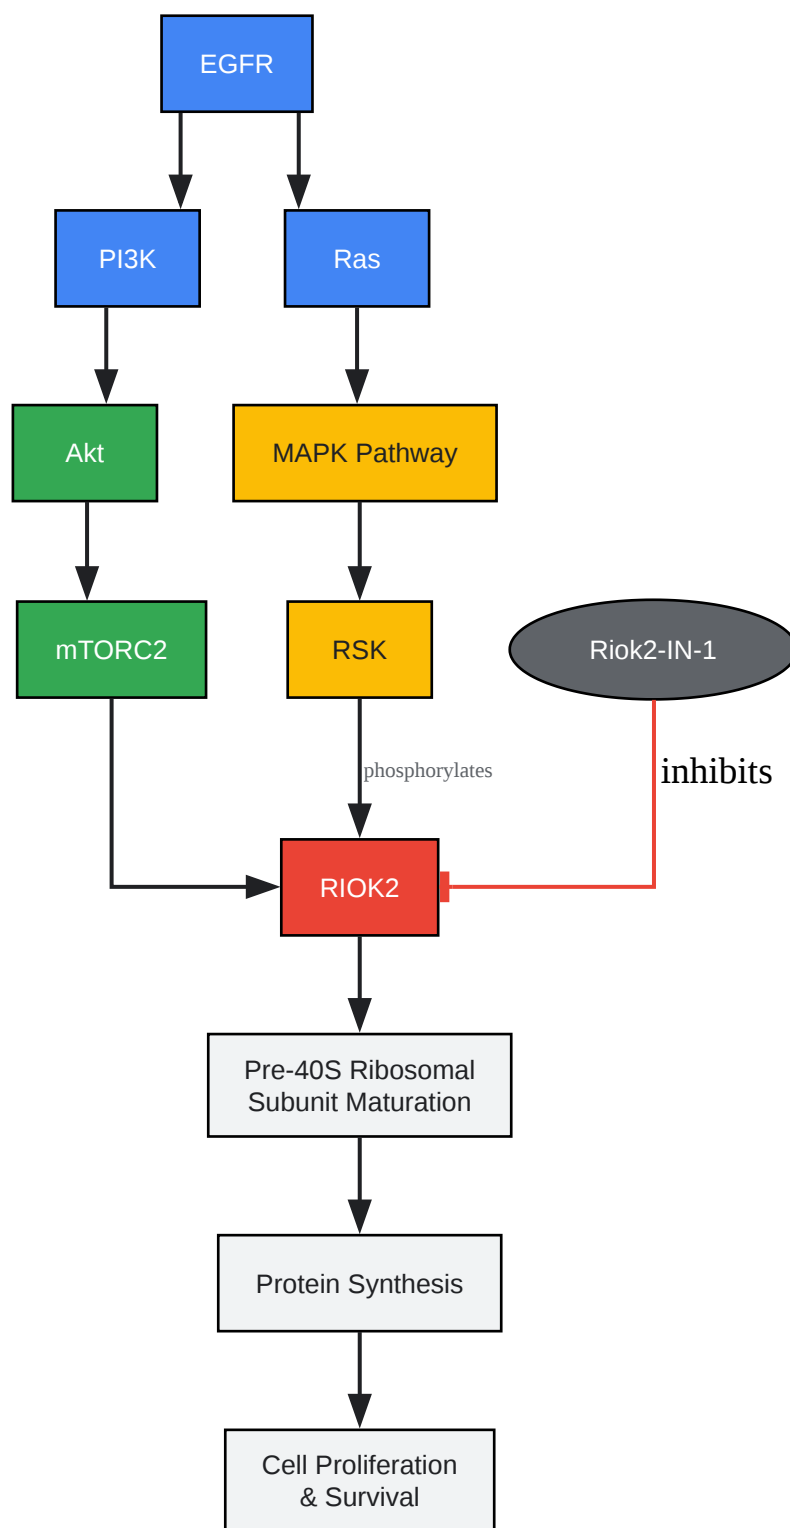 EGFR
PI3K
Ras
Akt
MAPK Pathway
mTORC2
RSK
Riok2-IN-1
phosphorylates
inhibits
RIOK2
Pre-40S Ribosomal
Subunit Maturation
Protein Synthesis
Cell Proliferation
& Survival